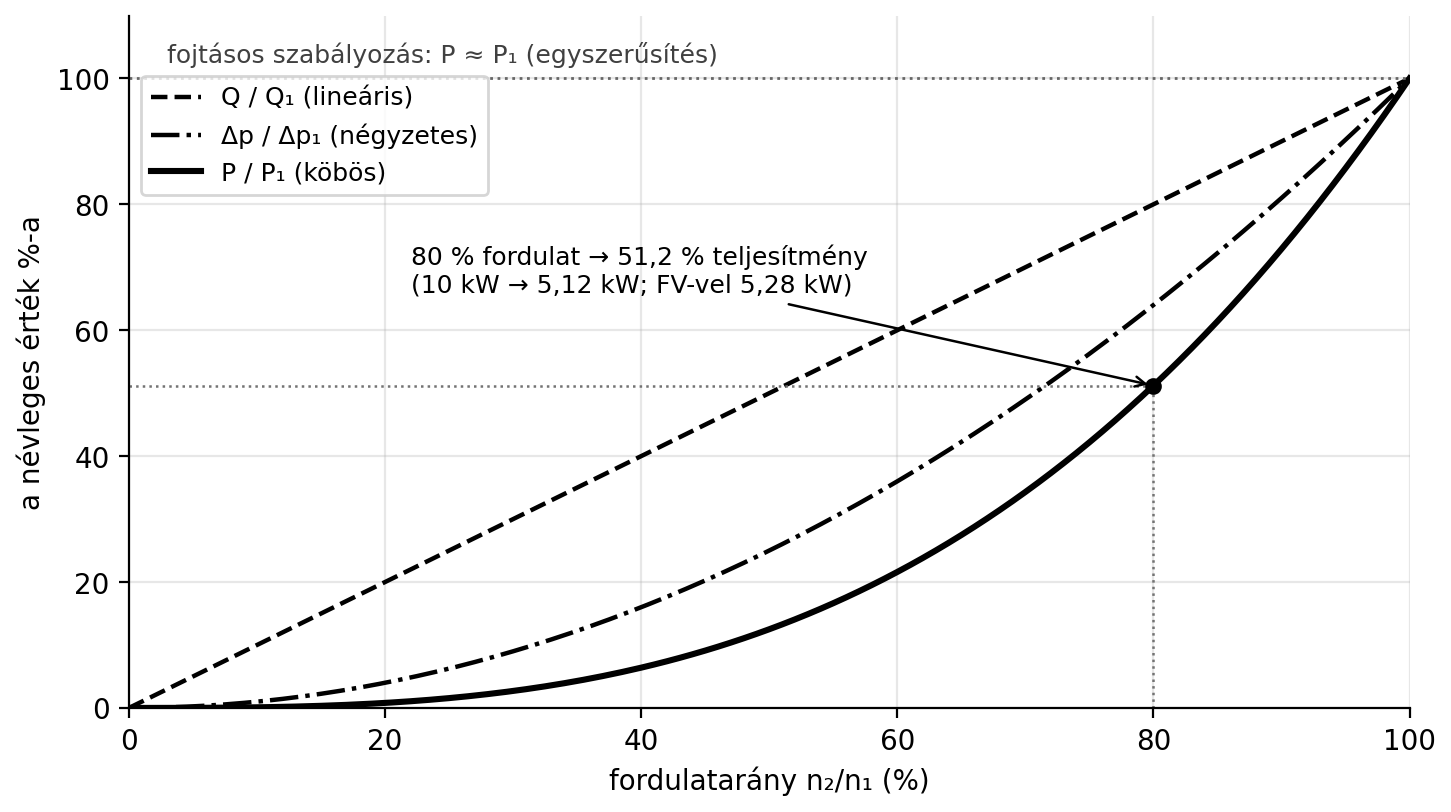 fojtásos szabályozás: P ≈ P₁ (egyszerűsítés)
Q / Q₁ (lineáris)
Δp / Δp₁ (négyzetes)
P / P₁ (köbös)
80 % fordulat → 51,2 % teljesítmény
(10 kW → 5,12 kW; FV-vel 5,28 kW)
a névleges érték %-a
100
80
60
40
20
0
0 20 40 60 80 100
fordulatarány n₂/n₁ (%)